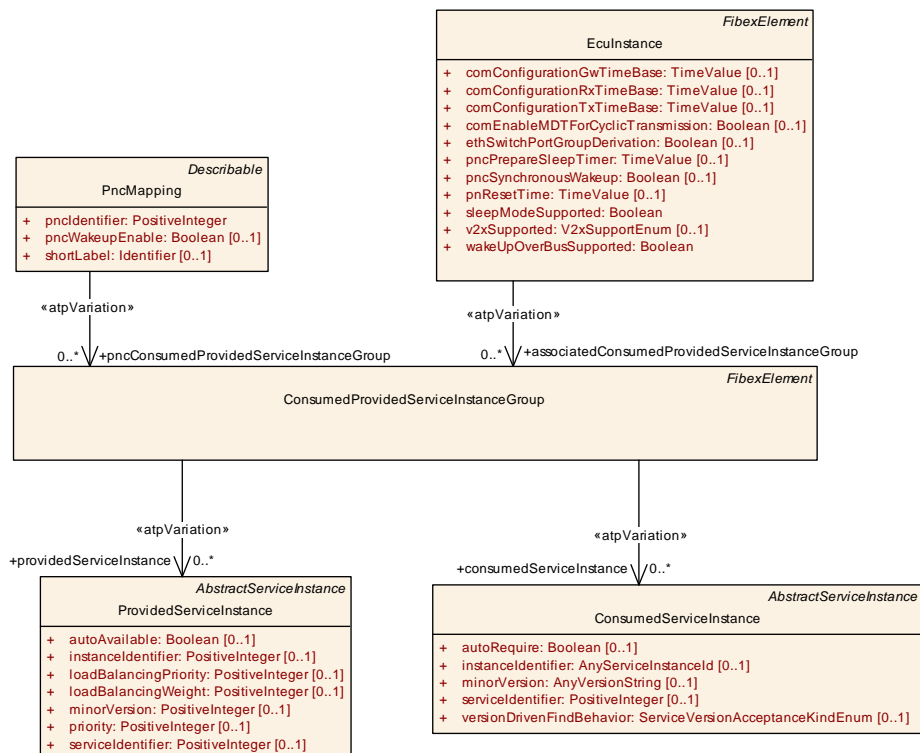 FibexElement
EcuInstance
+ comConfigurationGwTimeBase: TimeValue [0..1]
+ comConfigurationRxTimeBase: TimeValue [0..1]
+ comConfigurationTxTimeBase: TimeValue [0..1]
+ comEnableMDTForCyclicTransmission: Boolean [0..1]
+ ethSwitchPortGroupDerivation: Boolean [0..1]
+ pncPrepareSleepTimer: TimeValue [0..1]
+ pncSynchronousWakeup: Boolean [0..1]
+ pnResetTime: TimeValue [0..1]
+ sleepModeSupported: Boolean
+ v2xSupported: V2xSupportEnum [0..1]
+ wakeUpOverBusSupported: Boolean
Describable
PncMapping
+ pncIdentifier: PositiveInteger
+ pncWakeupEnable: Boolean [0..1]
+ shortLabel: Identifier [0..1]
«atpVariation»
«atpVariation»
0..* +pncConsumedProvidedServiceInstanceGroup
0..* +associatedConsumedProvidedServiceInstanceGroup
FibexElement
ConsumedProvidedServiceInstanceGroup
«atpVariation»
«atpVariation»
+providedServiceInstance 0..*
+consumedServiceInstance 0..*
AbstractServiceInstance
ProvidedServiceInstance
+ autoAvailable: Boolean [0..1]
+ instanceIdentifier: PositiveInteger [0..1]
+ loadBalancingPriority: PositiveInteger [0..1]
+ loadBalancingWeight: PositiveInteger [0..1]
+ minorVersion: PositiveInteger [0..1]
+ priority: PositiveInteger [0..1]
+ serviceIdentifier: PositiveInteger [0..1]
AbstractServiceInstance
ConsumedServiceInstance
+ autoRequire: Boolean [0..1]
+ instanceIdentifier: AnyServiceInstanceId [0..1]
+ minorVersion: AnyVersionString [0..1]
+ serviceIdentifier: PositiveInteger [0..1]
+ versionDrivenFindBehavior: ServiceVersionAcceptanceKindEnum [0..1]